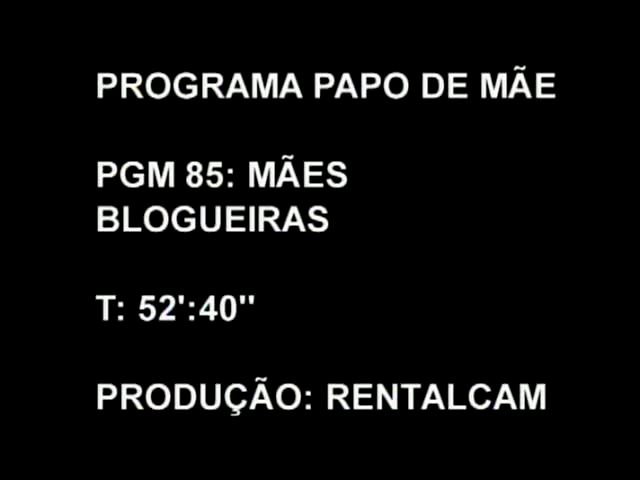 PROGRAMA PAPO DE MÃE
PGM 85: MÃES
BLOGUEIRAS
T: 52':40''
PRODUÇÃO: RENTALCAM